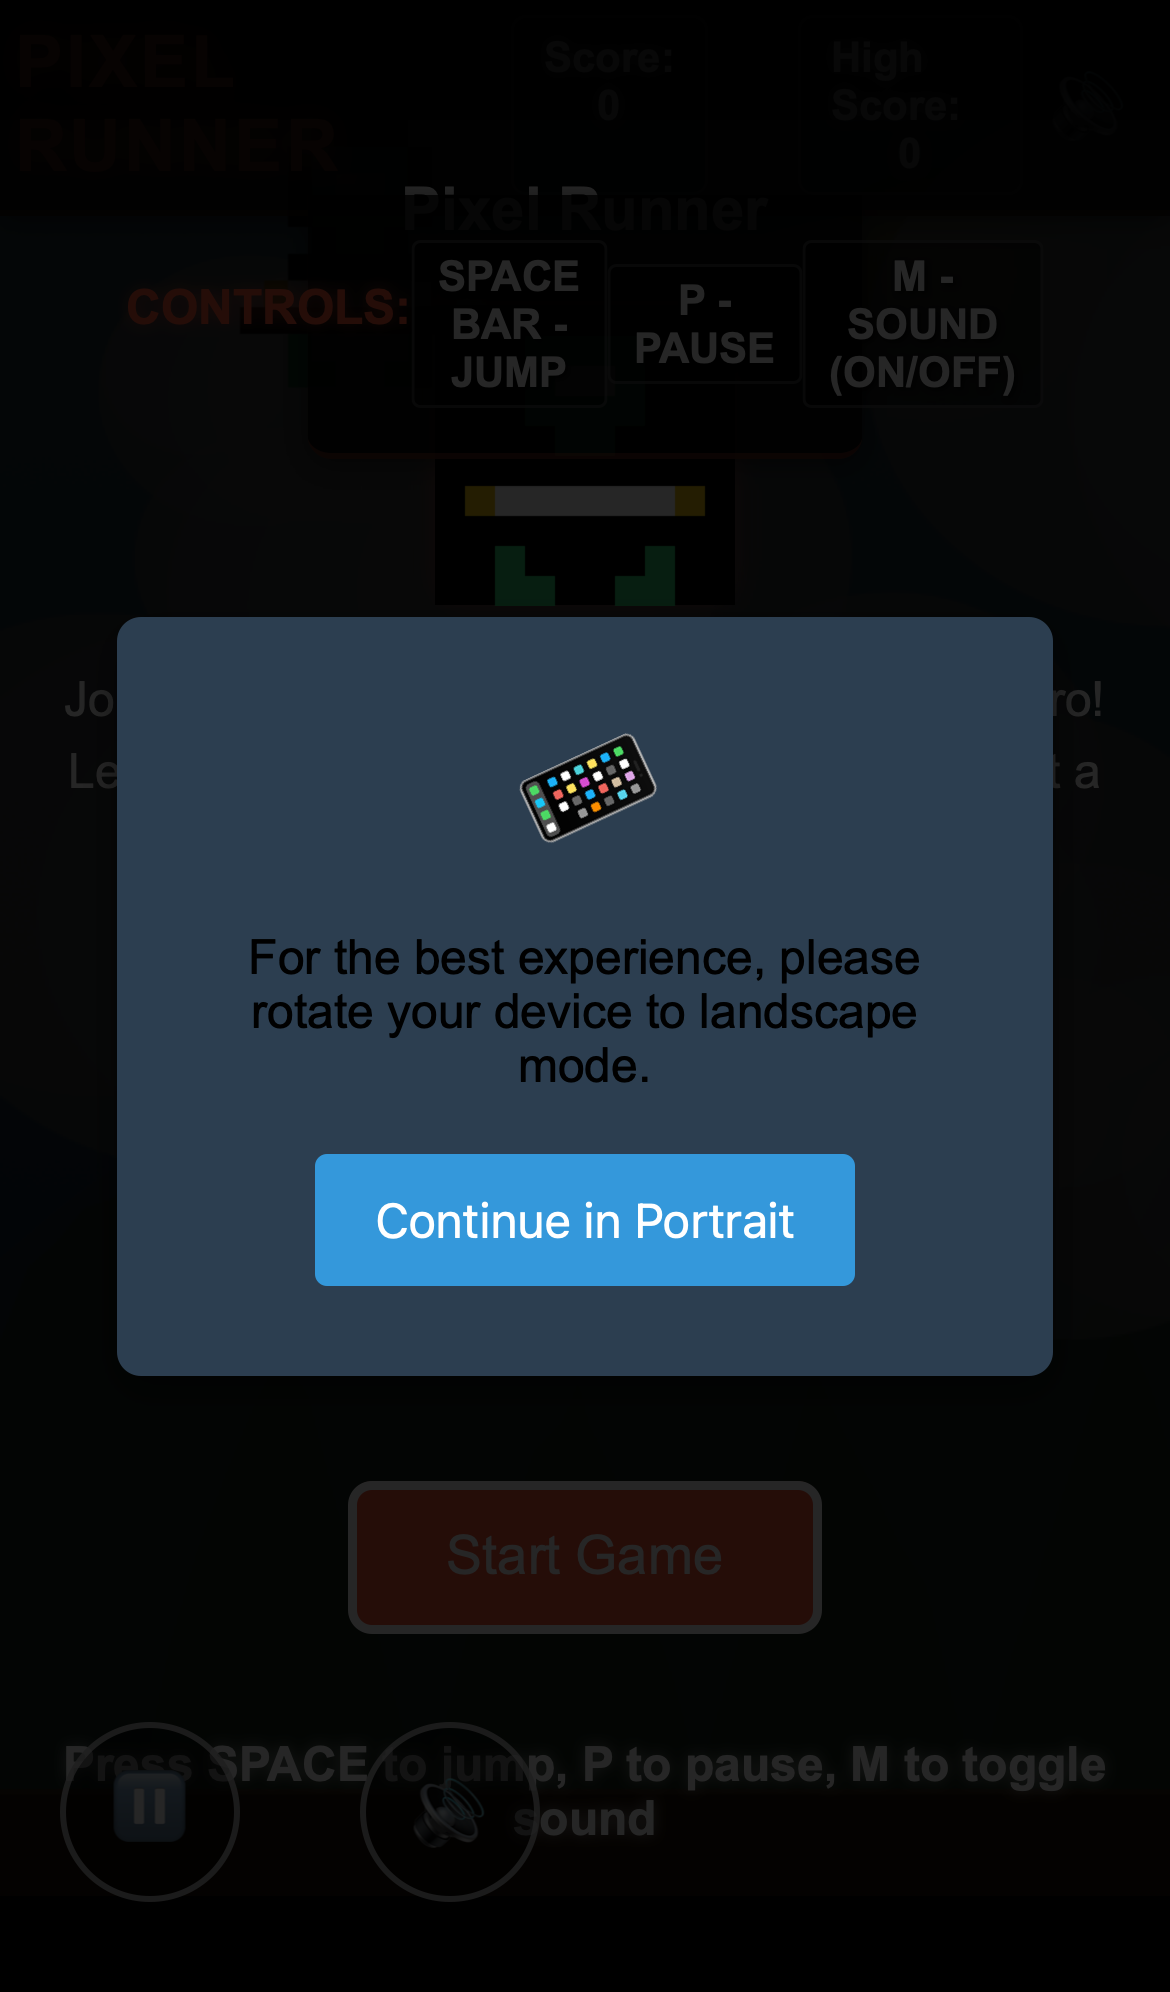 PIXEL
RUNNER
Score:
0
High
Score:
0
Pixel Runner
CONTROLS:
SPACE
BAR -
JUMP
P -
PAUSE
M -
SOUND
(ON/OFF)
Jo
ro!
Le
t a
For the best experience, please
rotate your device to landscape
mode.
Continue in Portrait
Start Game
Press SPACE to jump, P to pause, M to toggle
sound